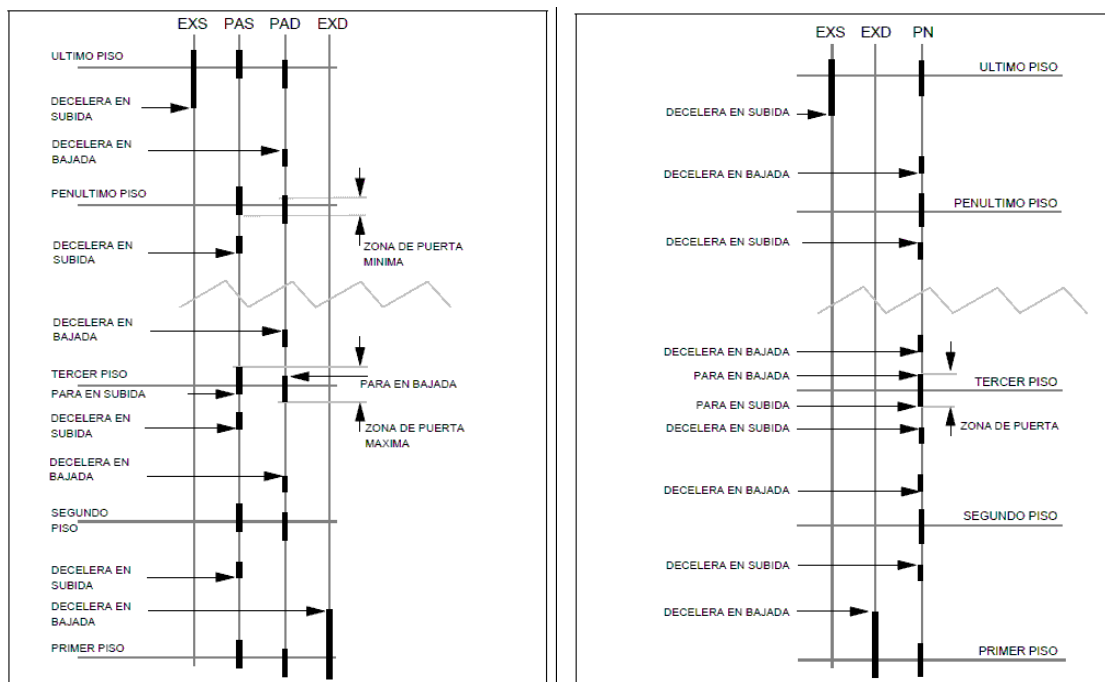 EXS PAS PAD EXD
ULTIMO PISO
DECELERA EN
SUBIDA
DECELERA EN
BAJADA
PENULTIMO PISO
ZONA DE PUERTA
MINIMA
DECELERA EN
SUBIDA
DECELERA EN
BAJADA
TERCER PISO
PARA EN BAJADA
PARA EN SUBIDA
DECELERA EN
SUBIDA
ZONA DE PUERTA
MAXIMA
DECELERA EN
BAJADA
SEGUNDO
PISO
DECELERA EN
SUBIDA
DECELERA EN
BAJADA
PRIMER PISO
EXS EXD PN
ULTIMO PISO
DECELERA EN SUBIDA
DECELERA EN BAJADA
PENULTIMO PISO
DECELERA EN SUBIDA
DECELERA EN BAJADA
PARA EN BAJADA
TERCER PISO
PARA EN SUBIDA
ZONA DE PUERTA
DECELERA EN SUBIDA
DECELERA EN BAJADA
SEGUNDO PISO
DECELERA EN SUBIDA
DECELERA EN BAJADA
PRIMER PISO